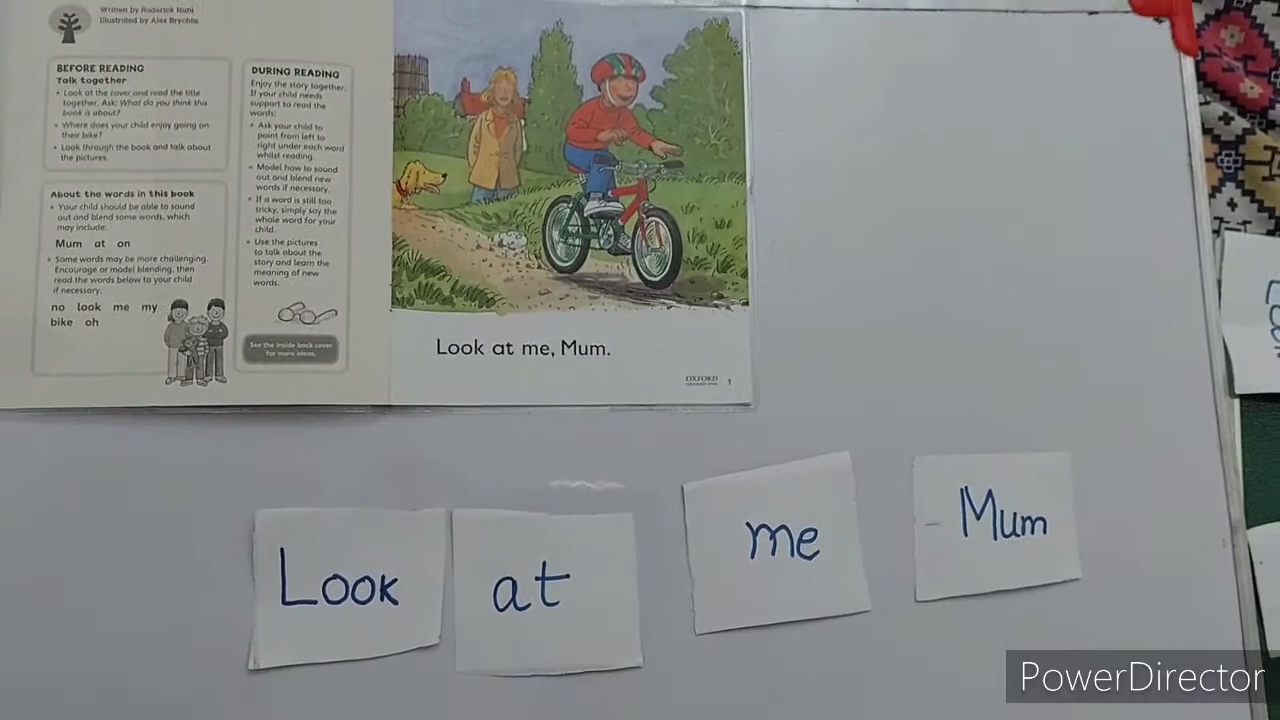 Written by Roderick Hunt
Illustrated by Alex Brychta
BEFORE READING
Talk together
• Look at the cover and read the title
together. Ask: What do you think this
book is about?
• Where does your child enjoy going on
their bike?
• Look through the book and talk about
the pictures.
About the words in this book
• Your child should be able to sound
out and blend some words, which
may include:
Mum at on
• Some words may be more challenging.
Encourage or model blending, then
read the words below to your child
if necessary.
no look me my
bike oh
DURING READING
Enjoy the story together.
If your child needs
support to read the
words:
• Ask your child to
point from left to
right under each word
whilst reading.
• Model how to sound
out and blend new
words if necessary.
• If a word is still too
tricky, simply say the
whole word for your
child.
• Use the pictures
to talk about the
story and learn the
meaning of new
words.
See the inside back cover
for more ideas.
Look at me, Mum.
OXFORD
1
Look at me Mum
PowerDirector